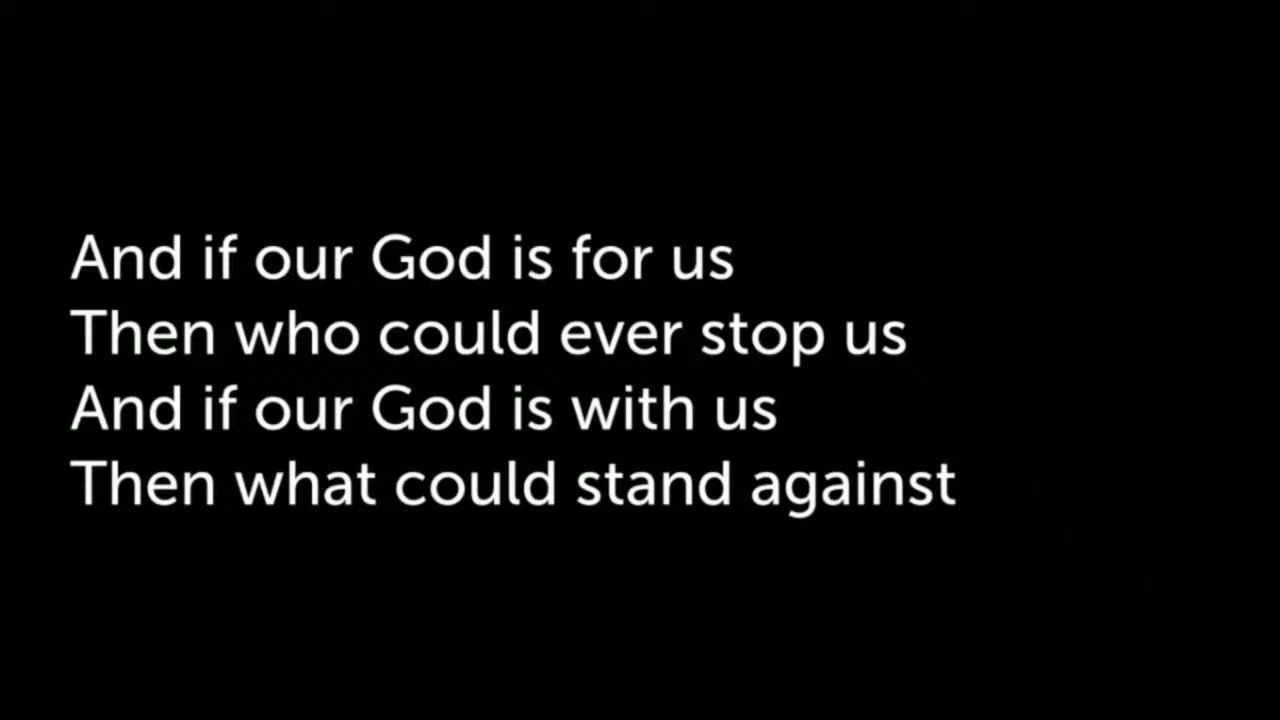 And if our God is for us
Then who could ever stop us
And if our God is with us
Then what could stand against